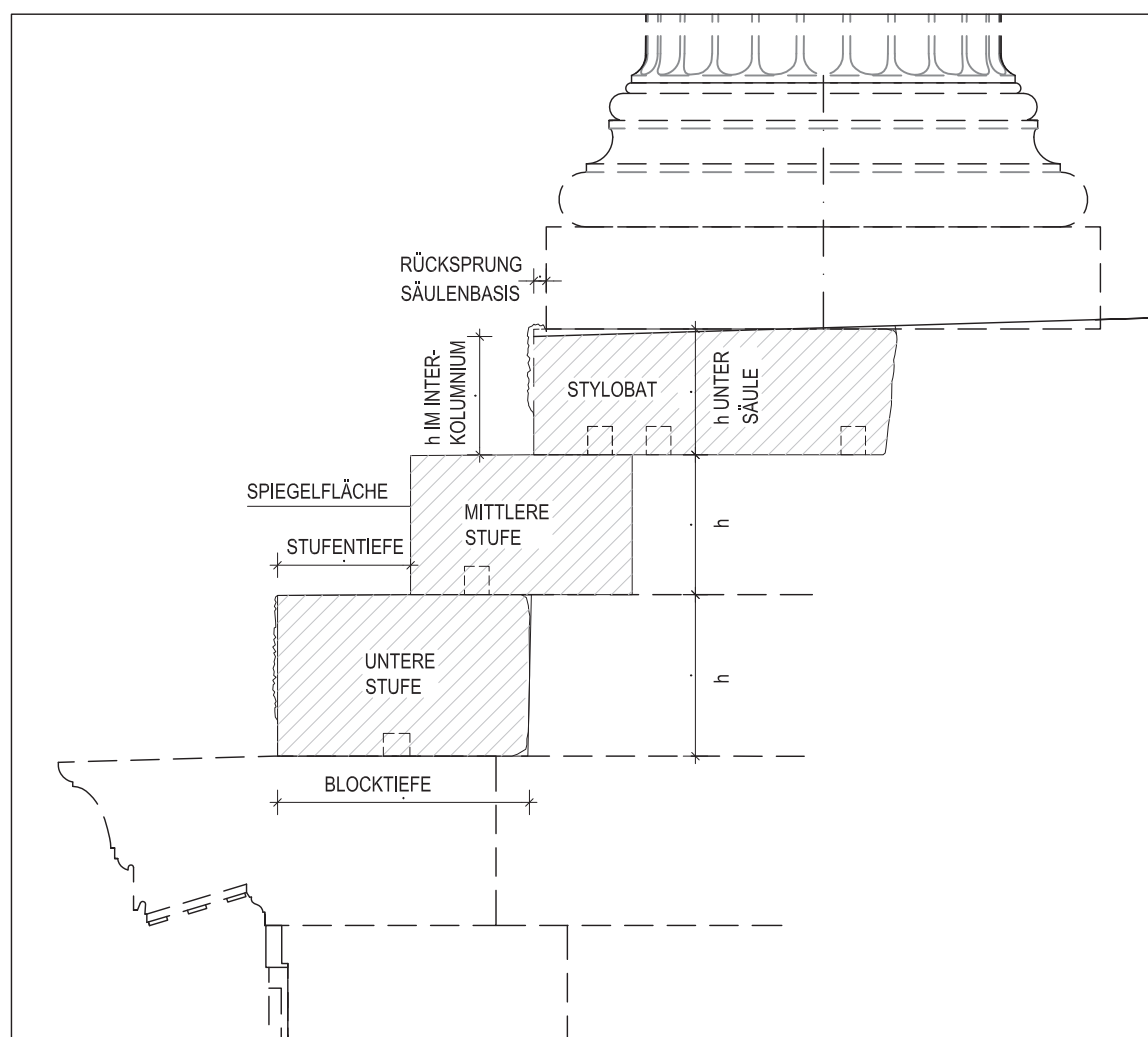 RÜCKSPRUNG
SÄULENBASIS
h IM INTER-
KOLUMNIUM
STYLOBAT
h UNTER
SÄULE
SPIEGELFLÄCHE
MITTLERE
STUFE
h
STUFENTIEFE
UNTERE
STUFE
h
BLOCKTIEFE